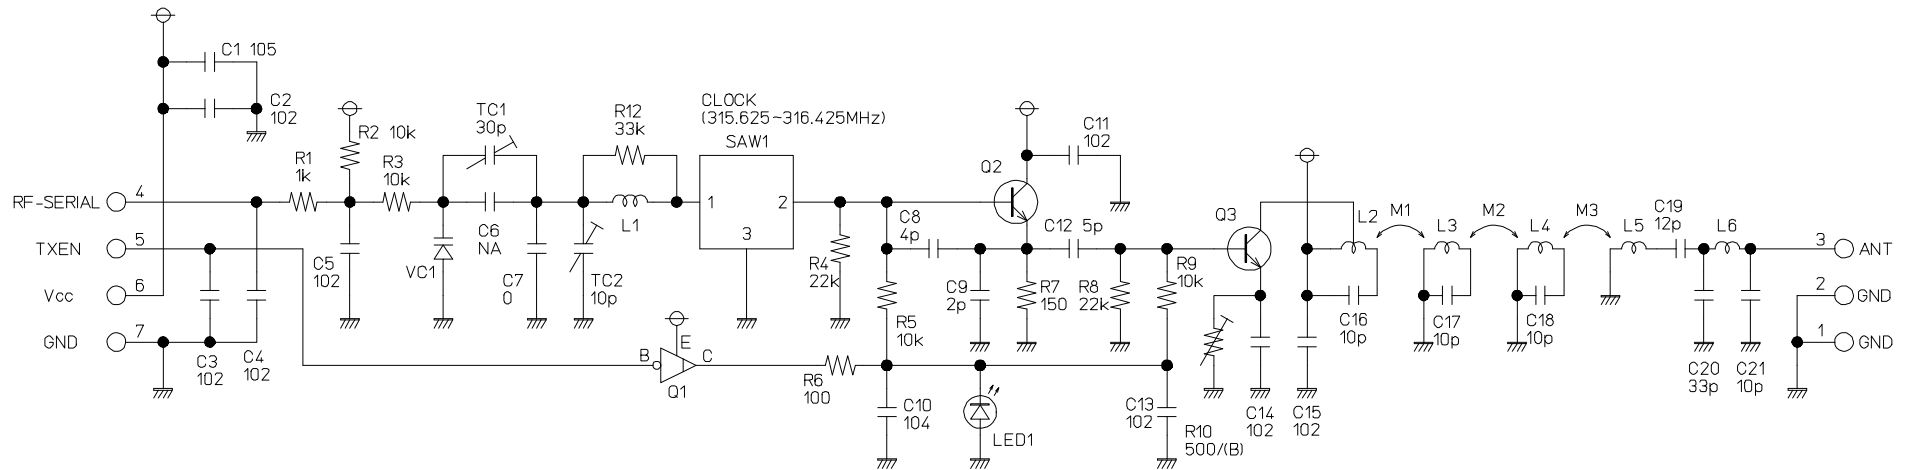 C1 105
C2
102
CLOCK
(315.625~316.425MHz)
SAW1
1
2
3
TC1
30p
R12
33k
R2 10k
R1
1k
R3
10k
RF-SERIAL
4
TXEN
5
Vcc
6
GND
7
C3
102
C4
102
C5
102
VC1
C6
NA
C7
0
TC2
10p
L1
B
E
C
Q1
R4
22k
C8
4p
R5
10k
R6
100
C10
104
LED1
Q2
C11
102
C12 5p
C9
2p
R7
150
R8
22k
R9
10k
C13
102
R10
500/(B)
Q3
C14
102
C15
102
L2
M1
L3
M2
L4
M3
L5
C19
12p
L6
C16
10p
C17
10p
C18
10p
C20
33p
C21
10p
3
ANT
2
GND
1
GND